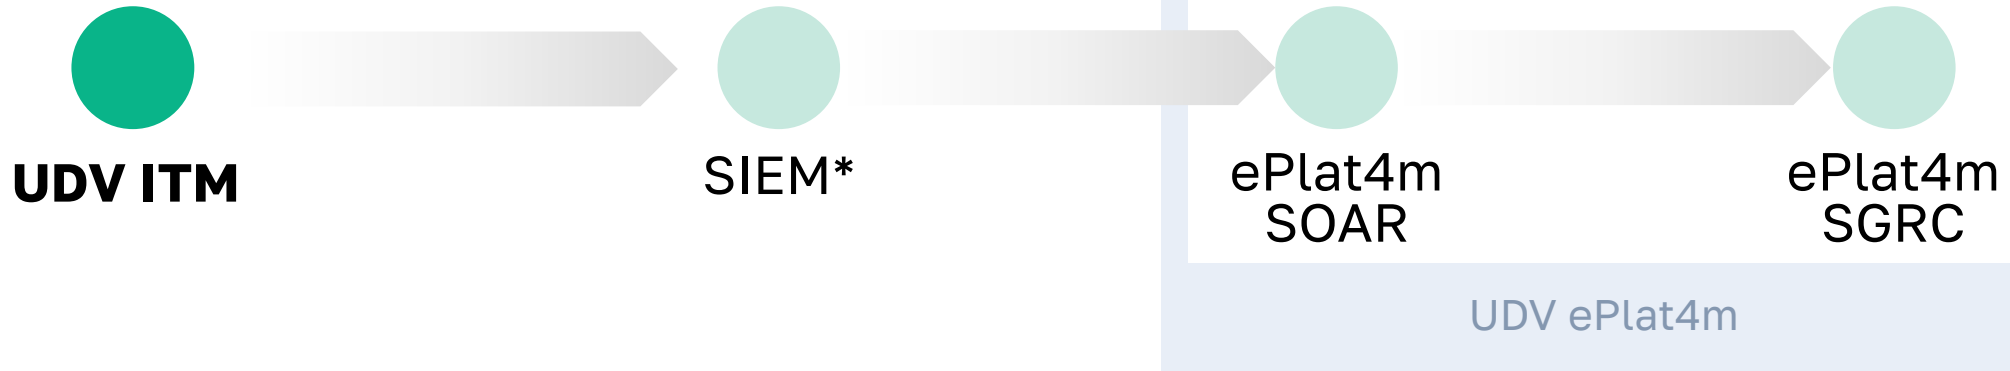 UDV ITM
SIEM*
ePlat4m
SOAR
ePlat4m
SGRC
UDV ePlat4m